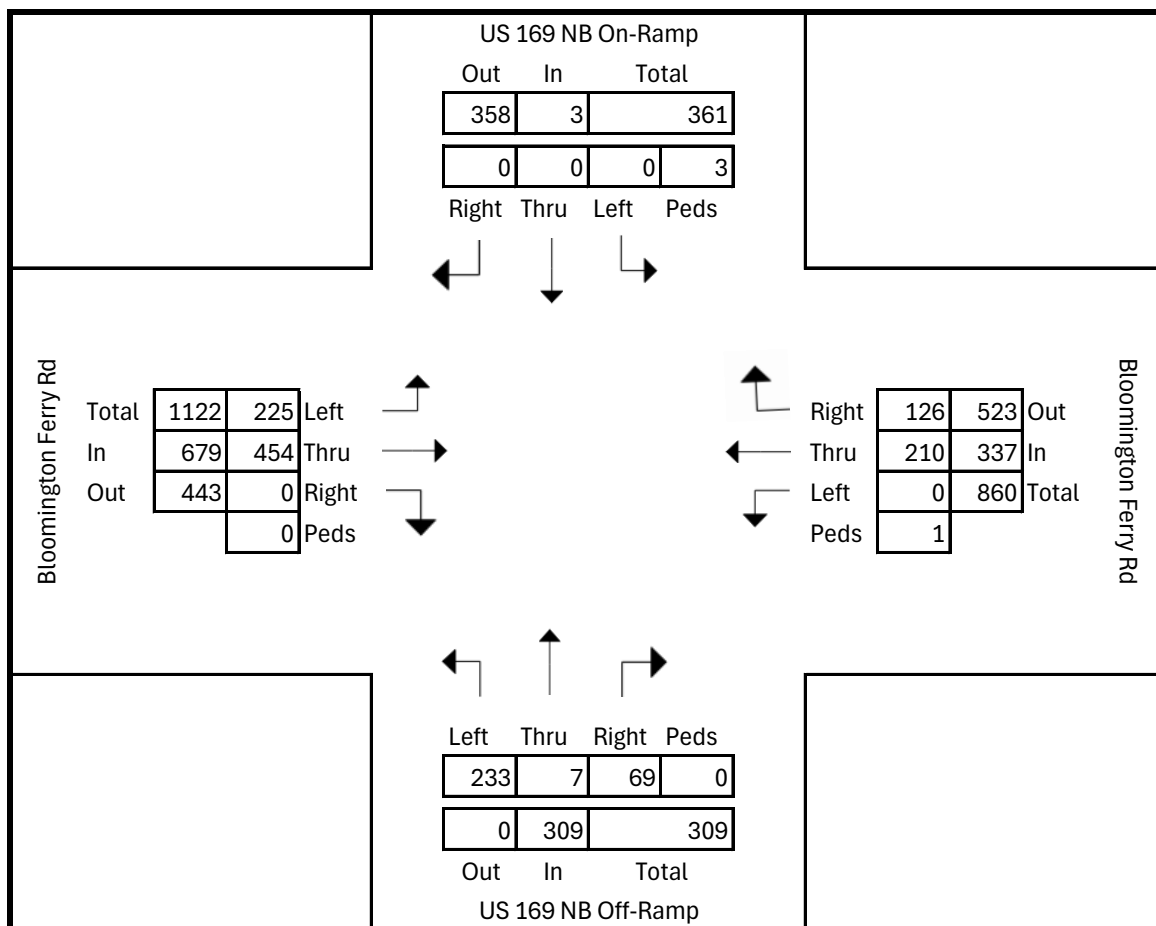 US 169 NB On-Ramp
Out In Total
358 3 361
0 0 0 3
Right Thru Left Peds
Bloomington Ferry Rd
Total 1122 225 Left
In 679 454 Thru
Out 443 0 Right
0 Peds
Right 126 523 Out
Thru 210 337 In
Left 0 860 Total
Peds 1
Bloomington Ferry Rd
Left Thru Right Peds
233 7 69 0
0 309 309
Out In Total
US 169 NB Off-Ramp